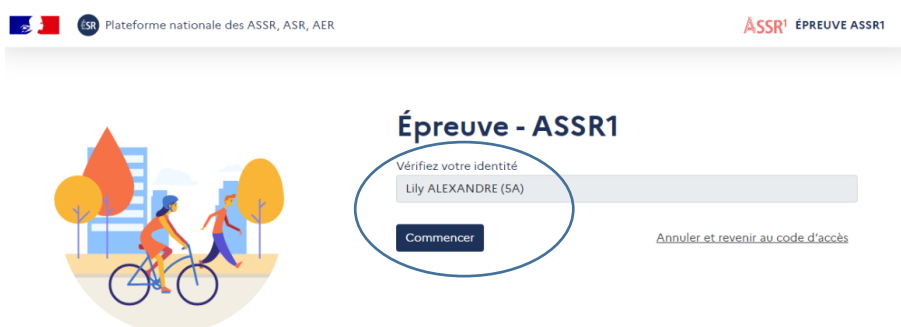 ÉSR Plateforme nationale des ASSR, ASR, AER
ASSR¹ ÉPREUVE ASSR1
Épreuve - ASSR1
Vérifiez votre identité
Lily ALEXANDRE (5A)
Commencer
Annuler et revenir au code d'accès